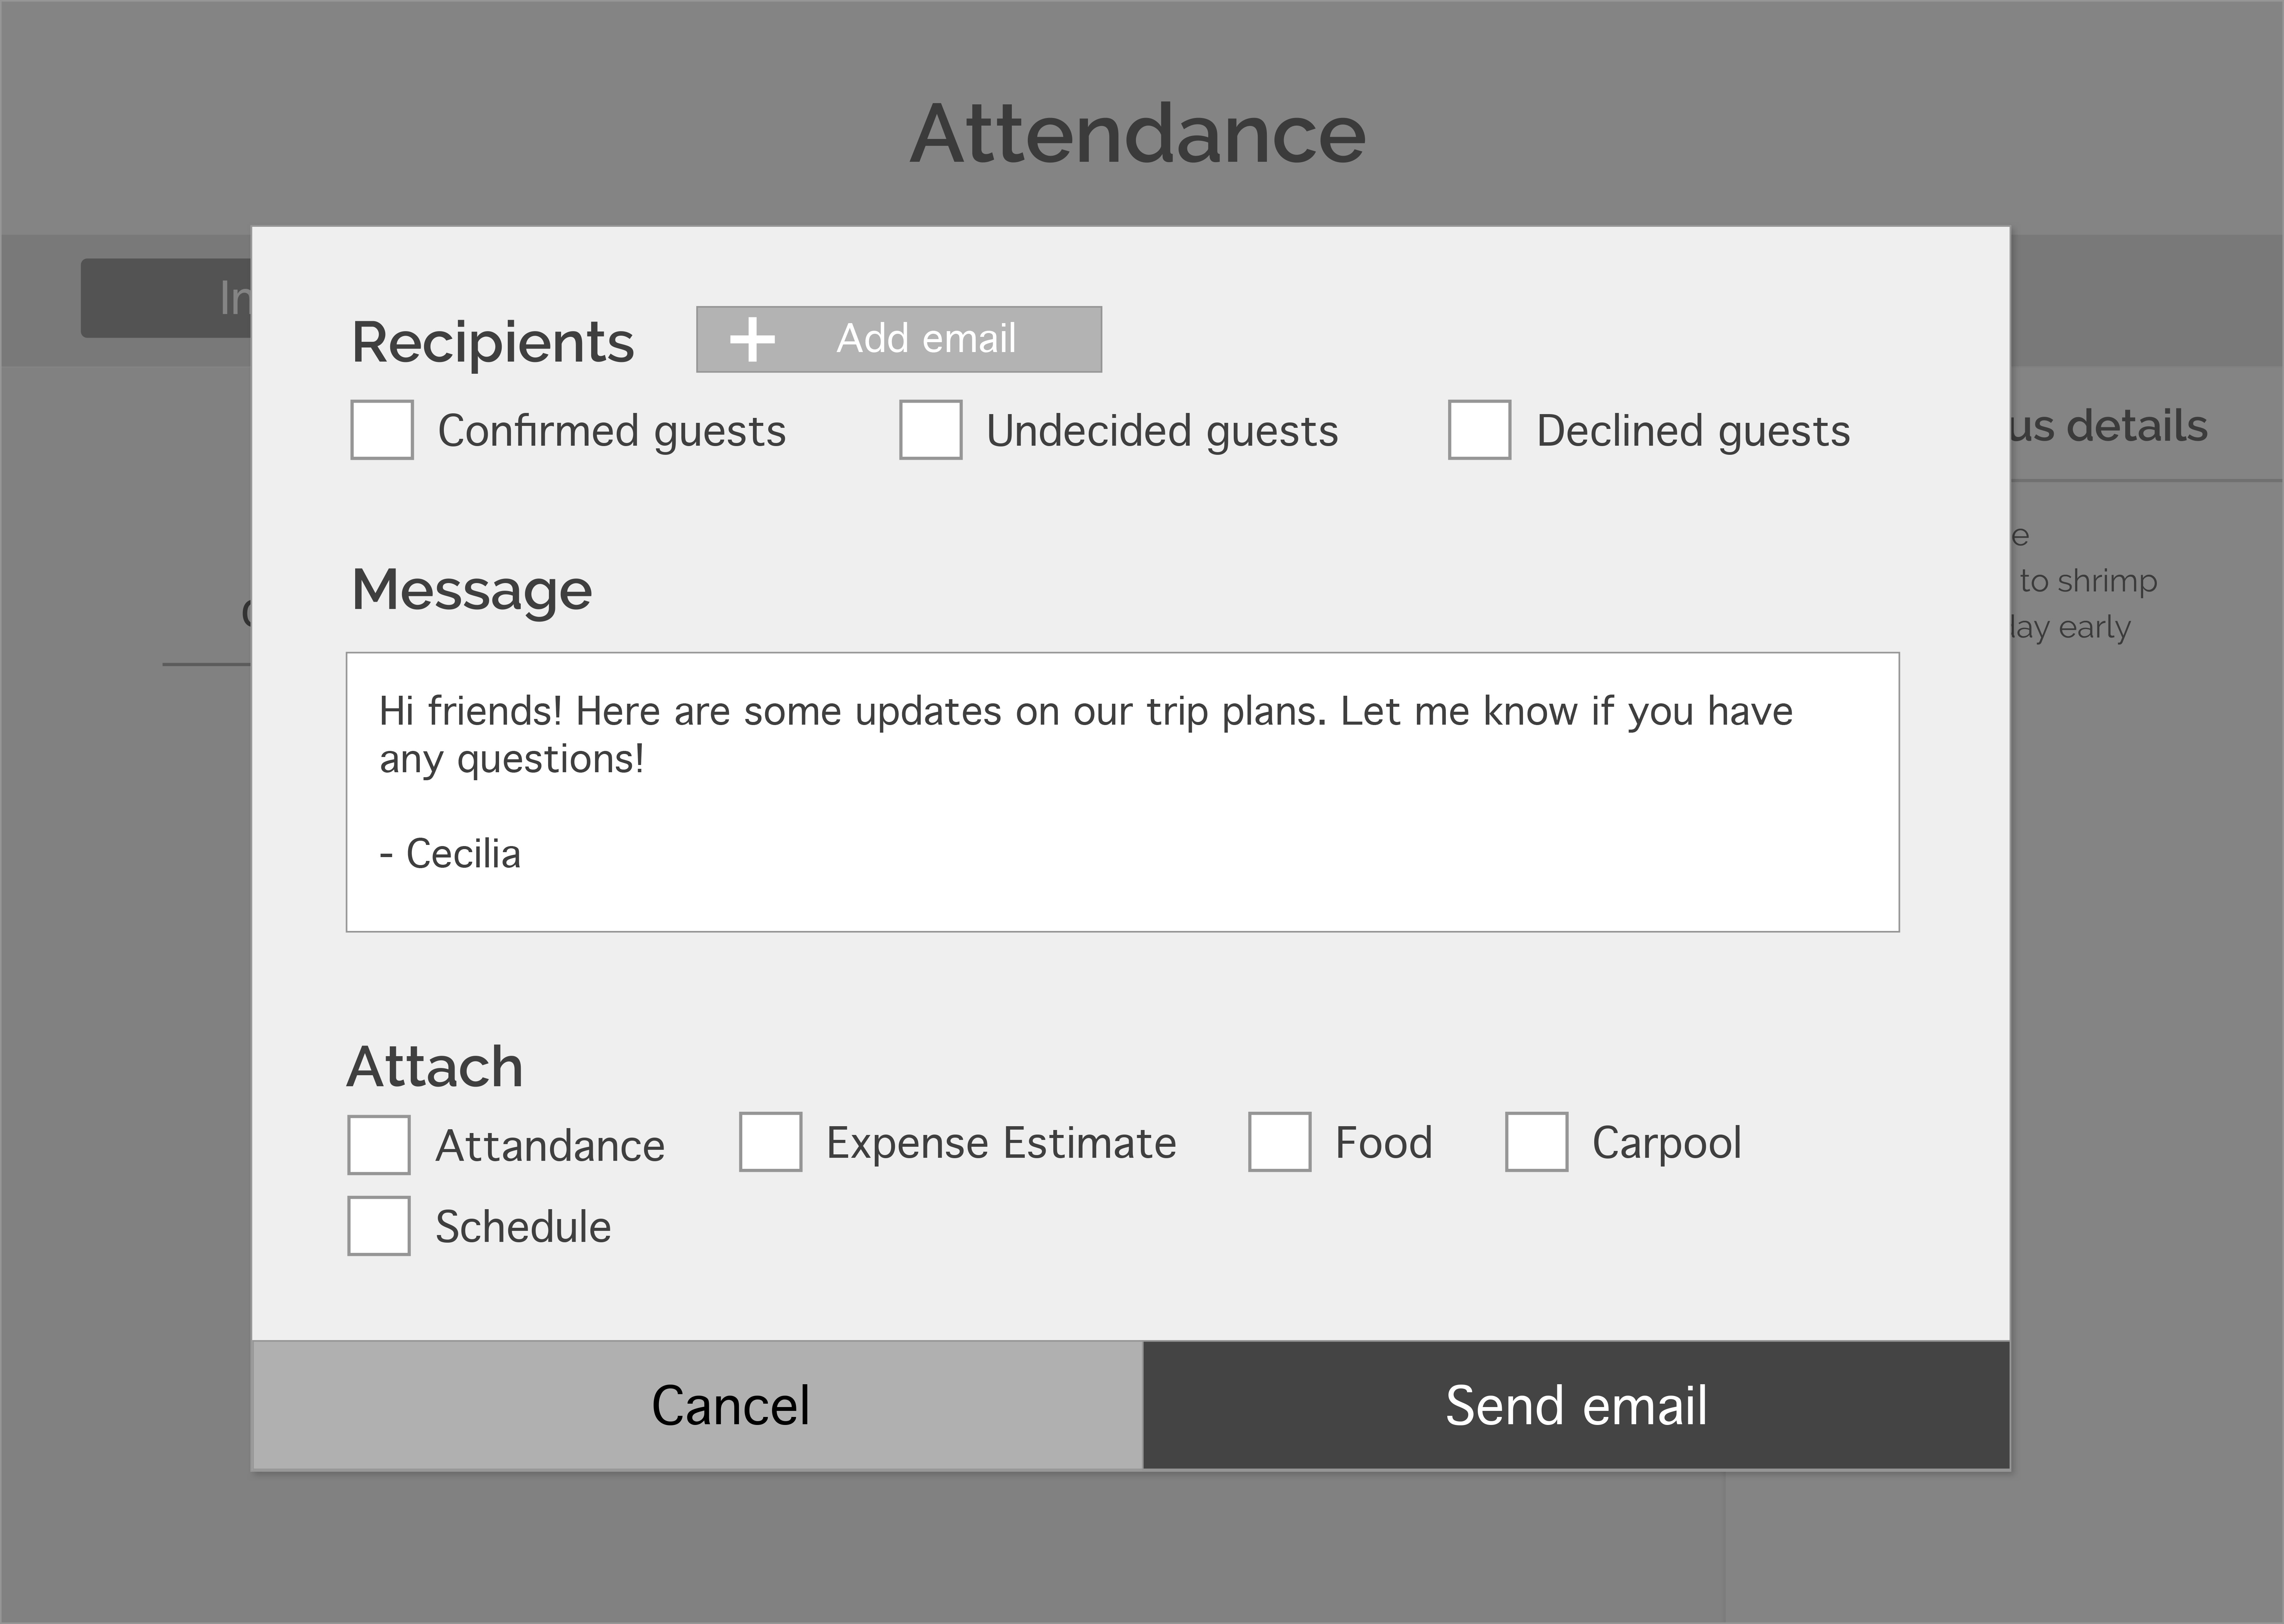 Attendance
Recipients
Add email
Confirmed guests
Undecided guests
Declined guests
us details
to shrimp
early
Message
Hi friends! Here are some updates on our trip plans. Let me know if you have
any questions!
- Cecilia
Attach
Attandance
Expense Estimate
Food
Carpool
Schedule
Cancel
Send email